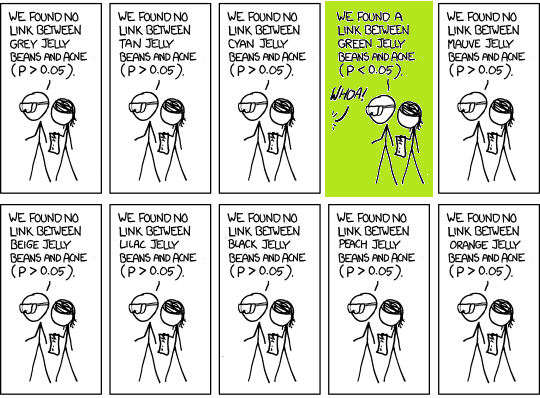 WE FOUND NO
LINK BETWEEN
GREY JELLY
BEANS AND ACNE
(P > 0.05).
WE FOUND NO
LINK BETWEEN
TAN JELLY
BEANS AND ACNE
(P > 0.05).
WE FOUND NO
LINK BETWEEN
CYAN JELLY
BEANS AND ACNE
(P > 0.05).
WE FOUND A
LINK BETWEEN
GREEN JELLY
BEANS AND ACNE
(P < 0.05).
WHOA!
WE FOUND NO
LINK BETWEEN
MAUVE JELLY
BEANS AND ACNE
(P > 0.05).
WE FOUND NO
LINK BETWEEN
BEIGE JELLY
BEANS AND ACNE
(P > 0.05).
WE FOUND NO
LINK BETWEEN
LILAC JELLY
BEANS AND ACNE
(P > 0.05).
WE FOUND NO
LINK BETWEEN
BLACK JELLY
BEANS AND ACNE
(P > 0.05).
WE FOUND NO
LINK BETWEEN
PEACH JELLY
BEANS AND ACNE
(P > 0.05).
WE FOUND NO
LINK BETWEEN
ORANGE JELLY
BEANS AND ACNE
(P > 0.05).